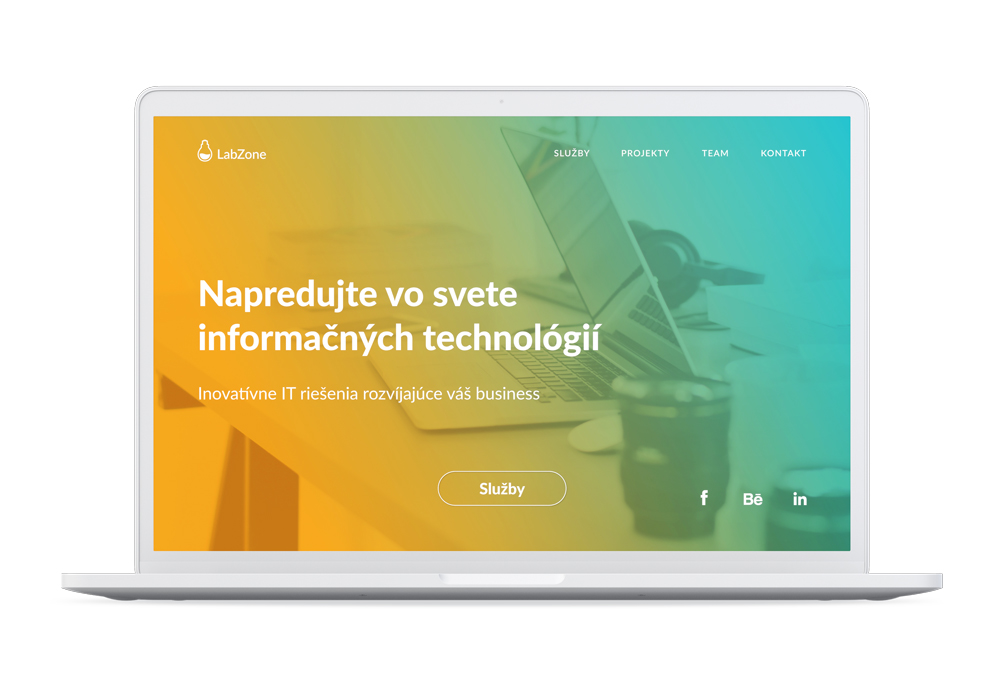 LabZone
SLUŽBY PROJEKTY TEAM KONTAKT
Napredujte vo svete
informačných technológií
Inovatívne IT riešenia rozvíjajúce váš business
Služby
f Bē in